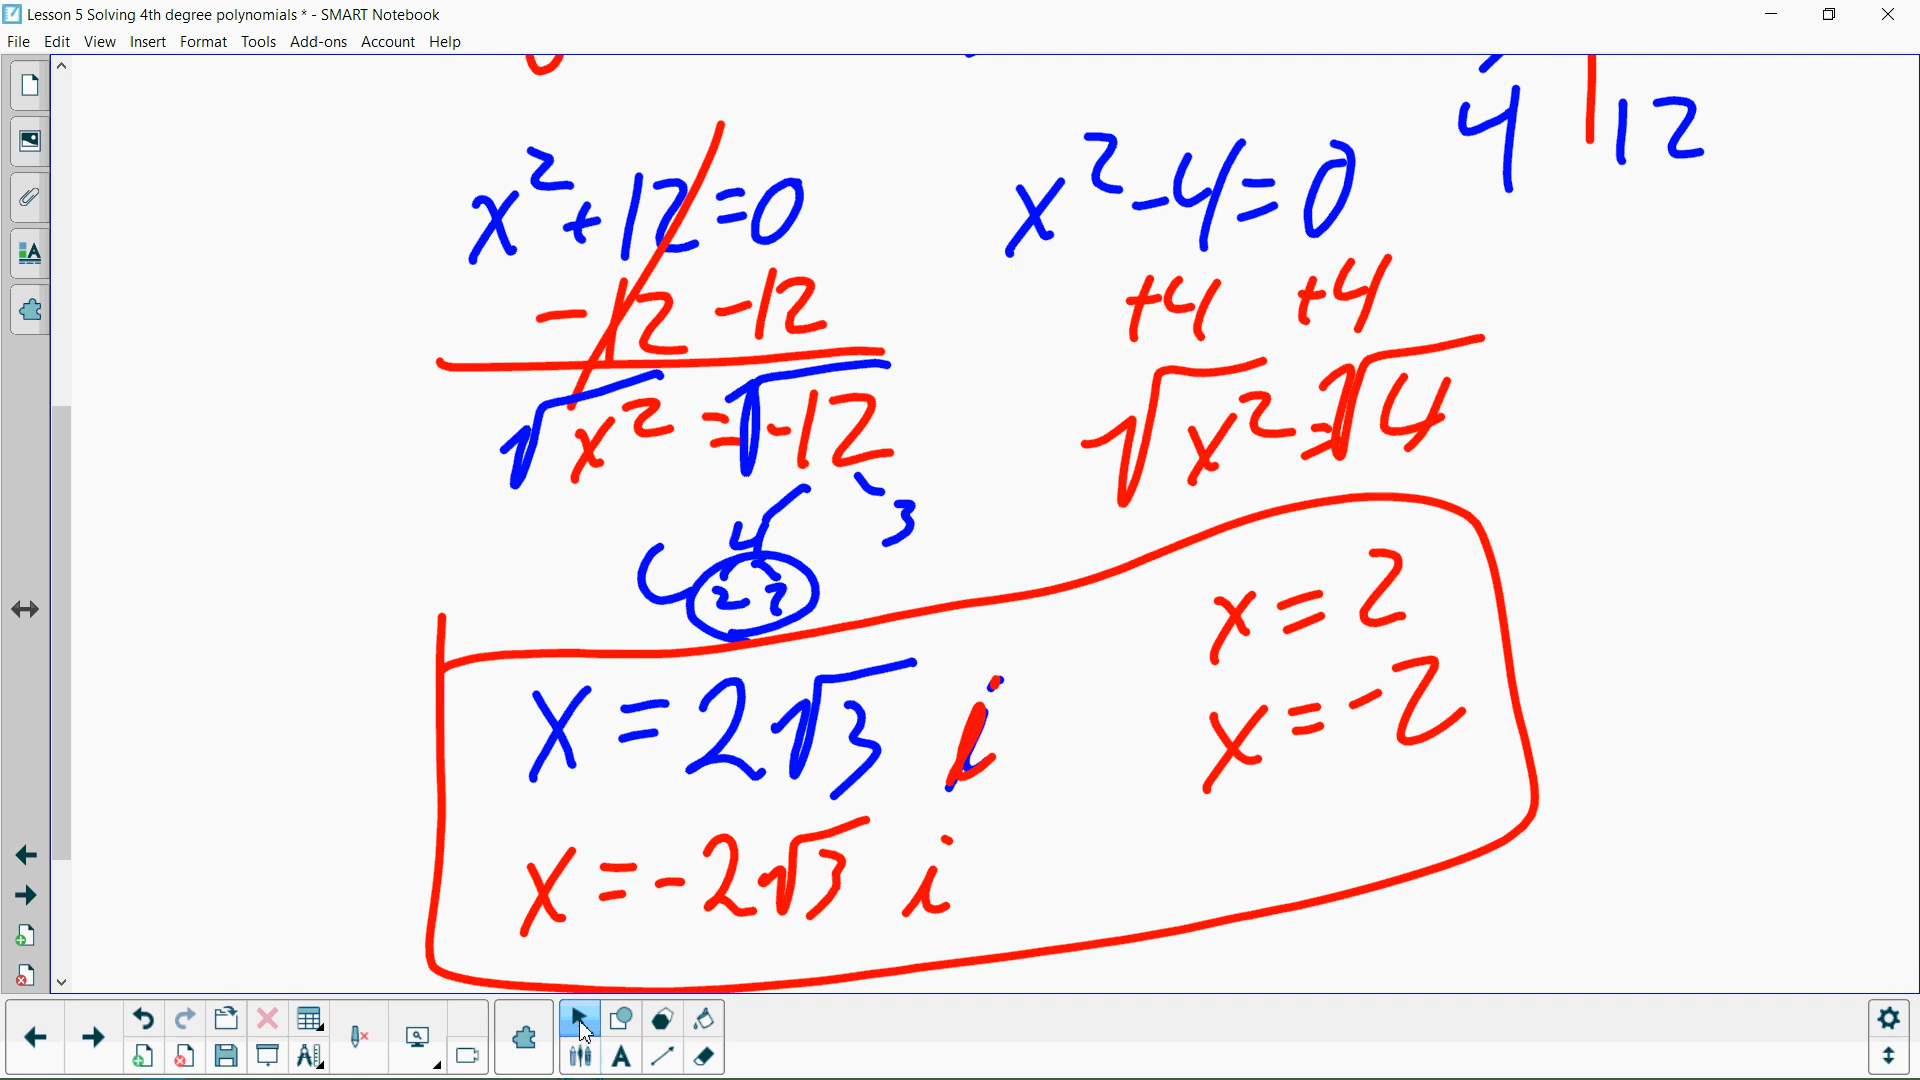 Lesson 5 Solving 4th degree polynomials * - SMART Notebook
File Edit View Insert Format Tools Add-ons Account Help
4 | 12
x²+12=0
x²-4=0
-12 -12
+4 +4
√x² = √-12
√x² = √4
4 3
2 2
x = 2
x = 2√3 i
x = -2
x = -2√3 i